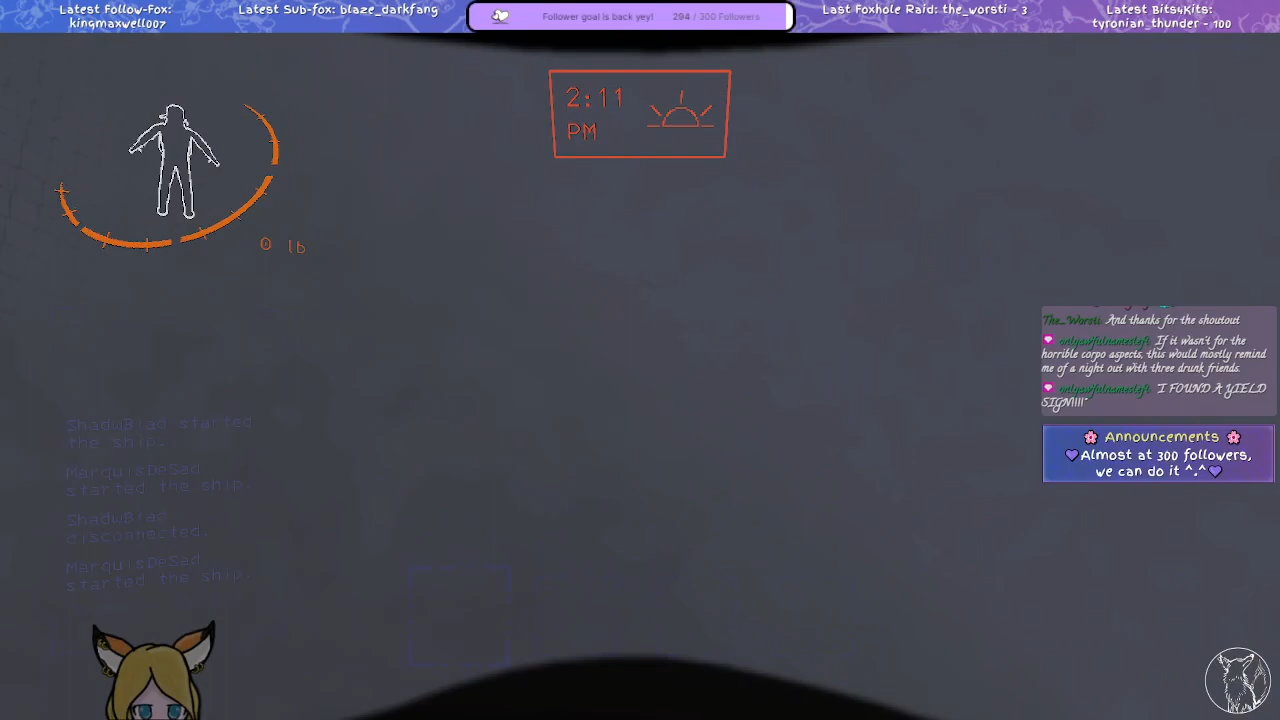 Latest Follow-Fox:
kingmaxwell007
Latest Sub-fox: blaze_darkfang
Follower goal is back yey! 294 / 300 Followers
Last Foxhole Raid: the_worsti - 3
Latest Bits4Kits:
tyronian_thunder - 100
2:11
PM
0 lb
The_Worsti: And thanks for the shoutout
onlyawfulnamesleft: If it wasn't for the
horrible corpo aspects, this would mostly remind
me of a night out with three drunk friends.
onlyawfulnamesleft: "I FOUND A YIELD
SIGN!!!!"
Announcements
Almost at 300 followers,
we can do it ^.^
ShadwBlad started
the ship.
MarquisDeSad
started the ship.
ShadwBlad
disconnected.
MarquisDeSad
started the ship.